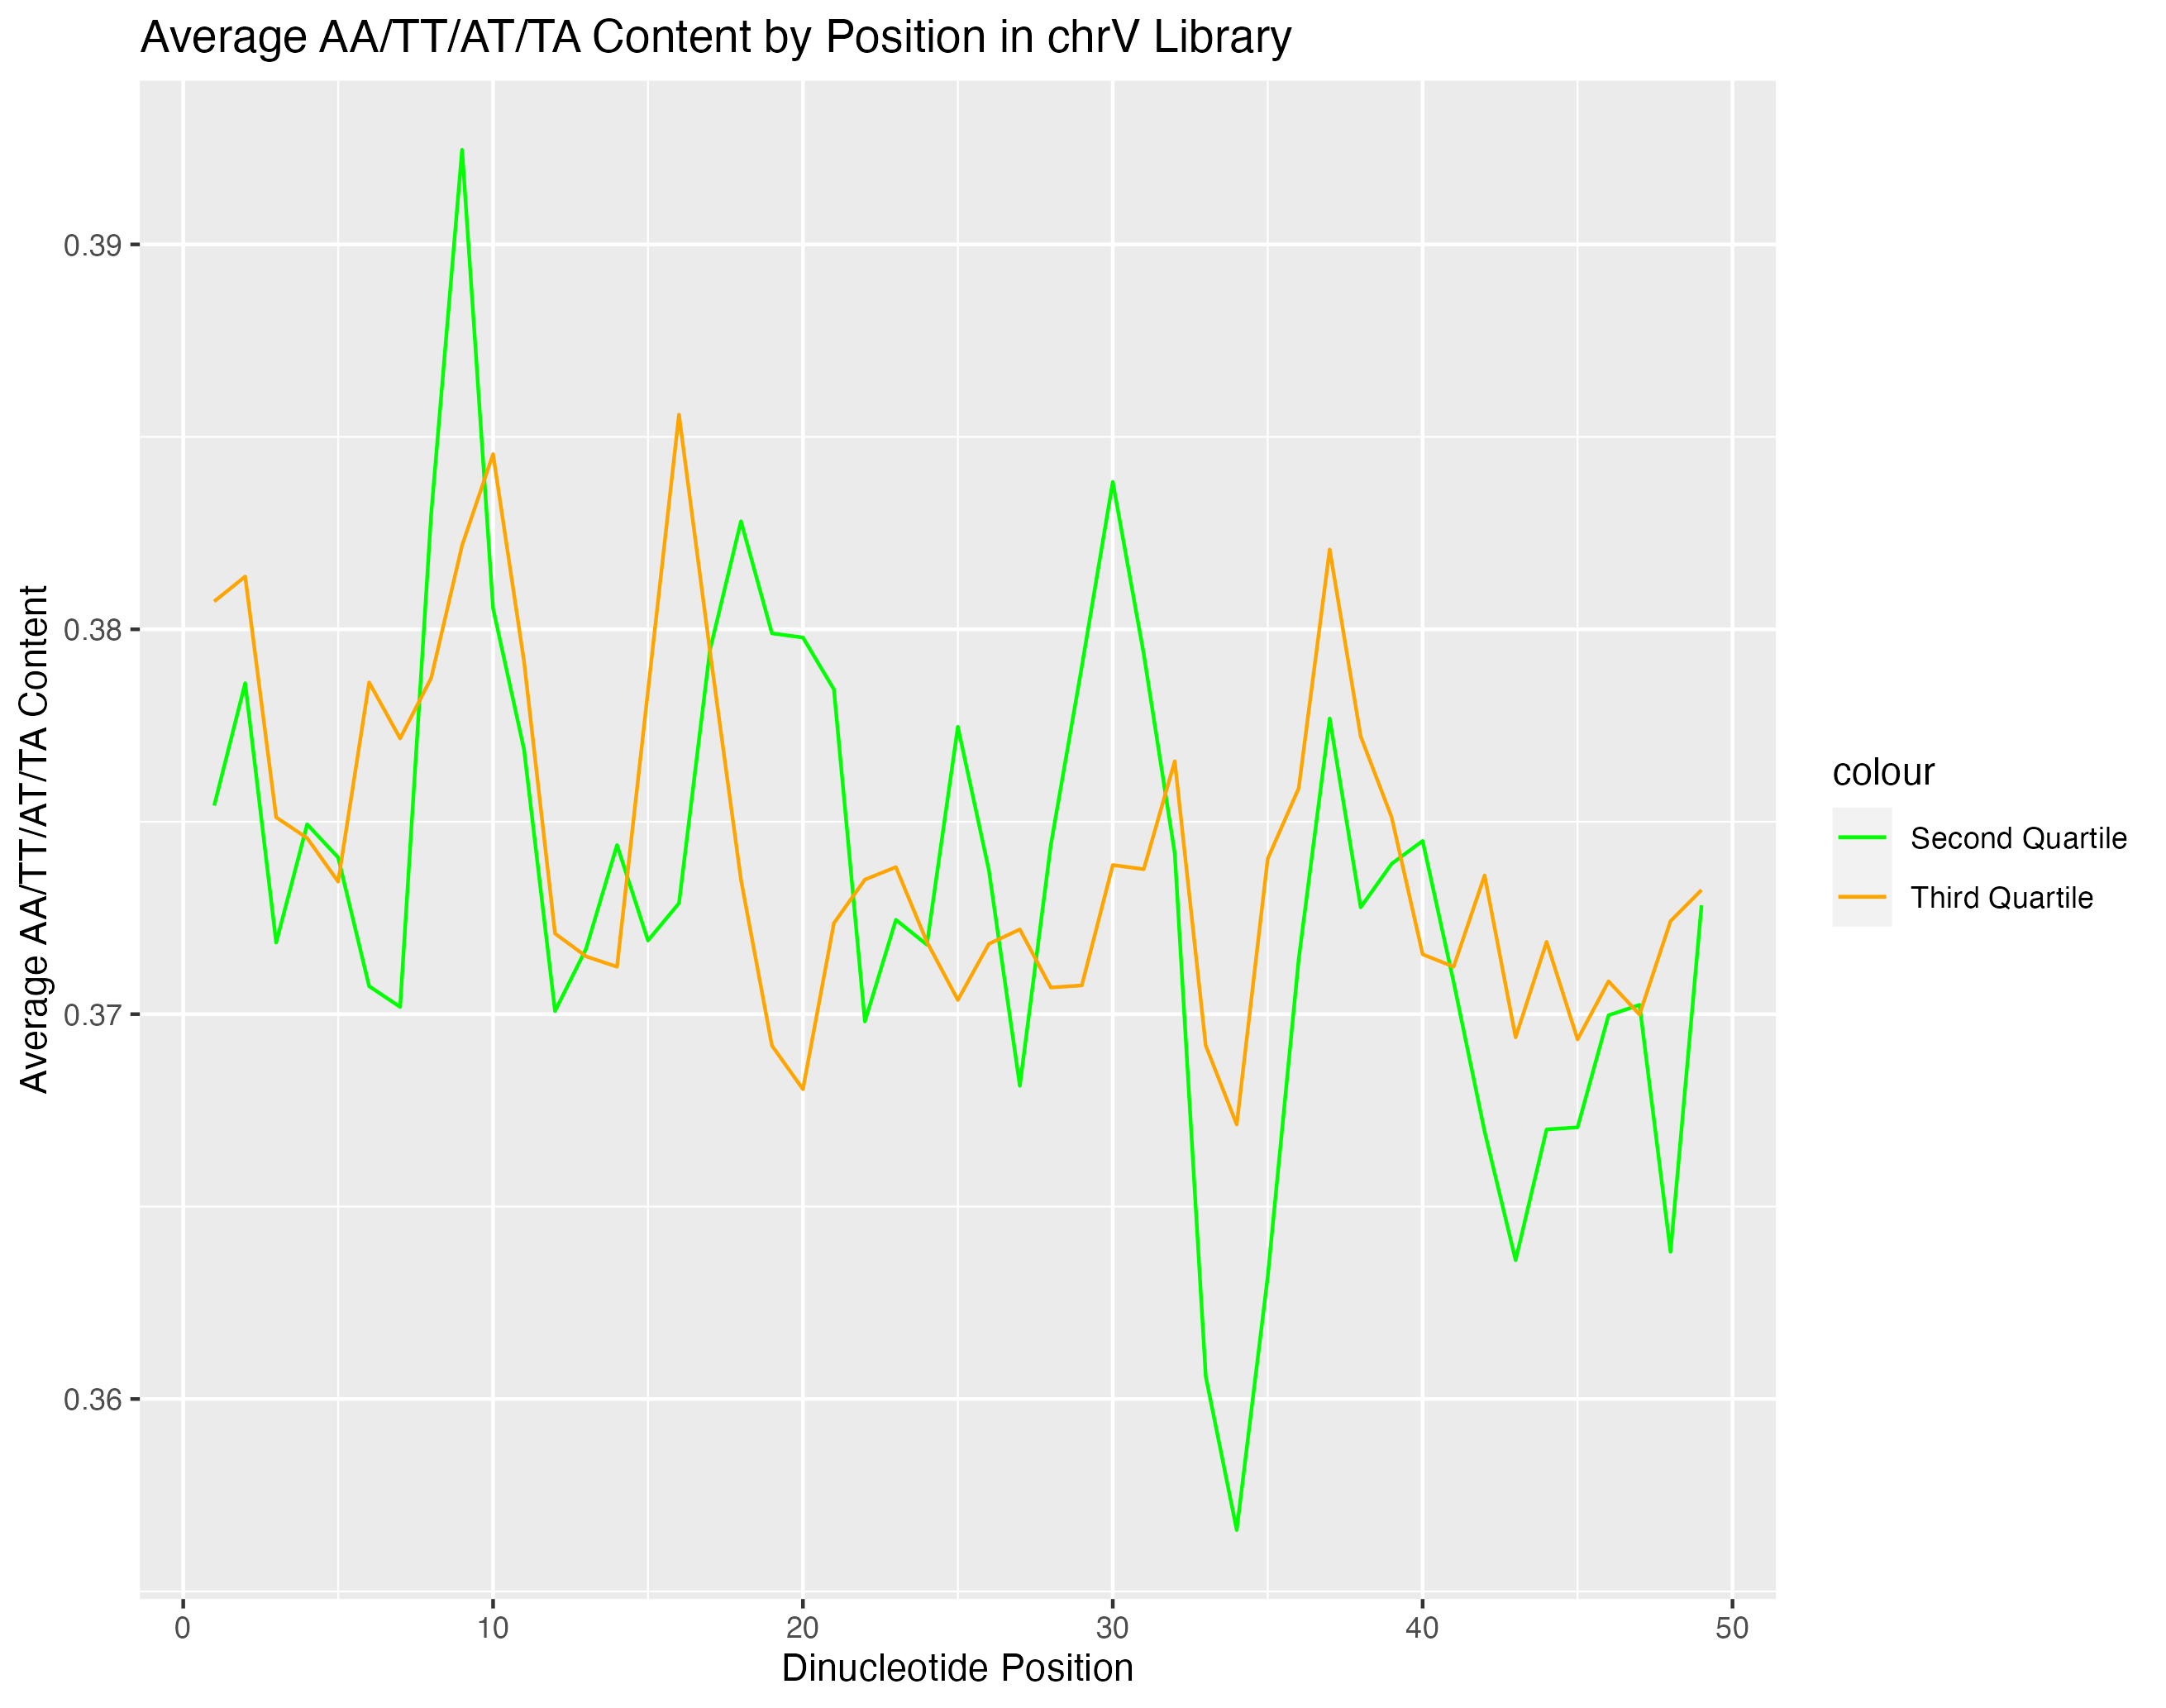 Average AA/TT/AT/TA Content by Position in chrV Library
Average AA/TT/AT/TA Content
0.39
0.38
0.37
0.36
0
10
20
30
40
50
Dinucleotide Position
colour
Second Quartile
Third Quartile